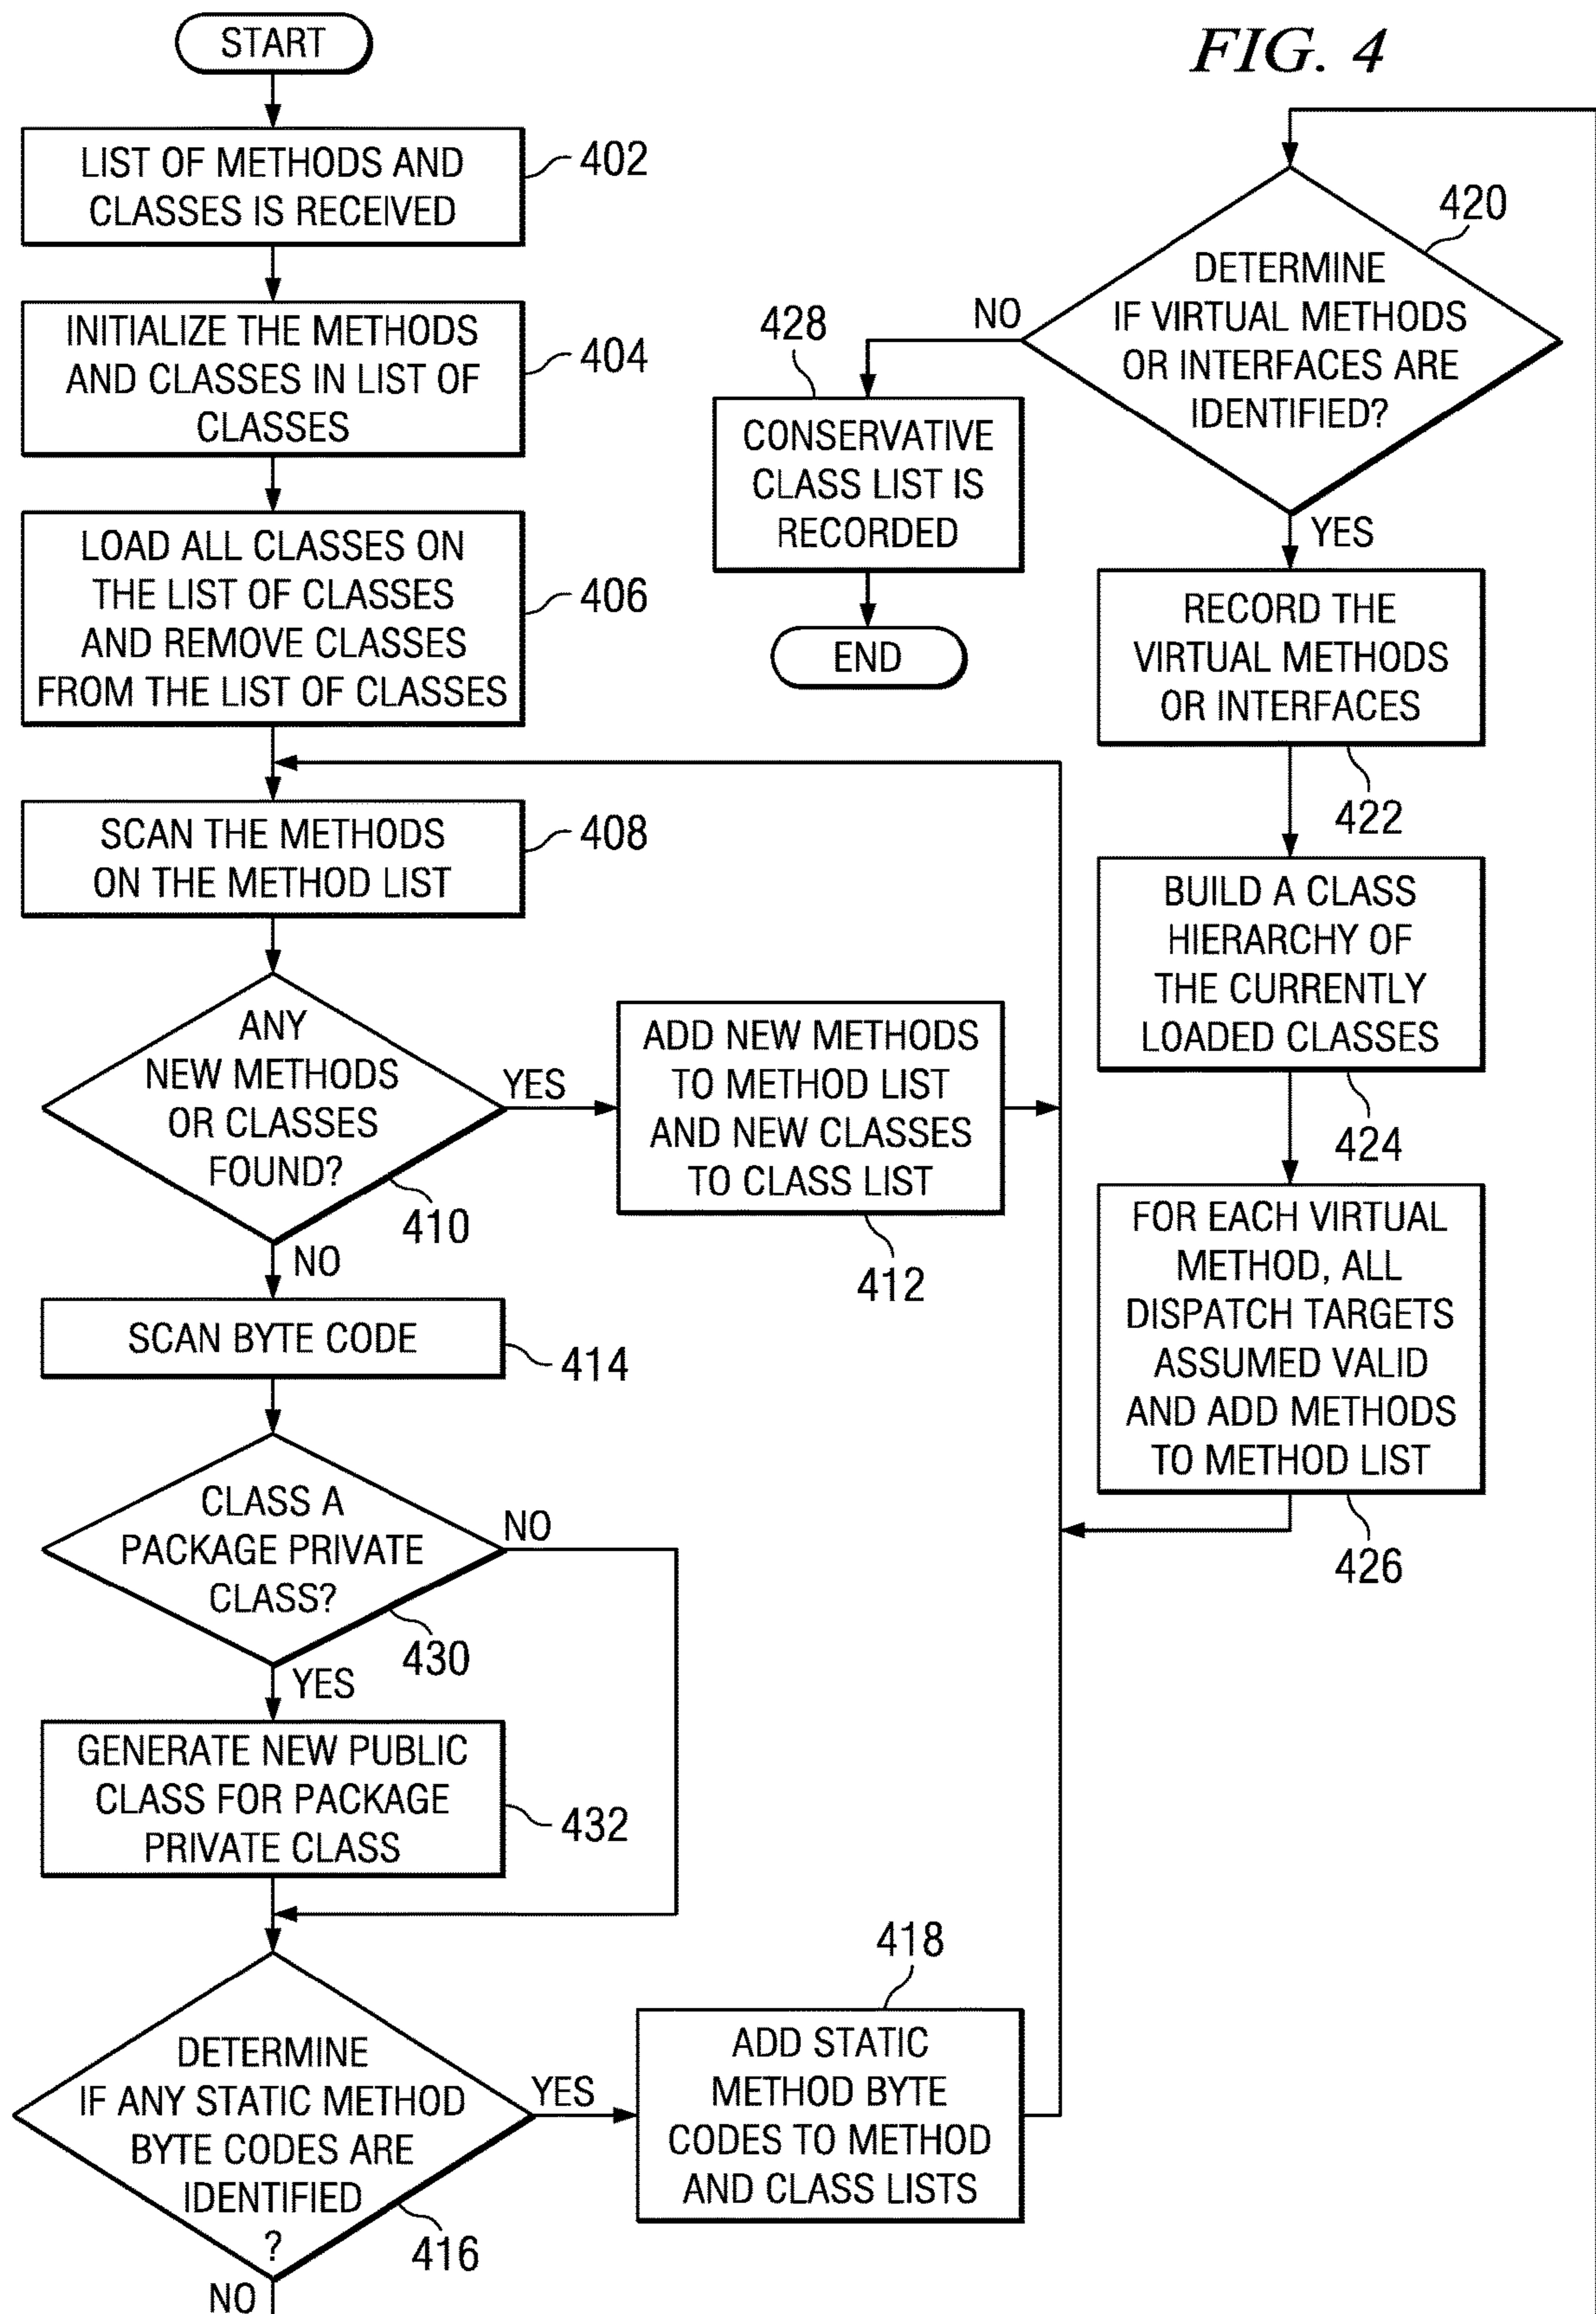 FIG. 4
START
LIST OF METHODS AND
CLASSES IS RECEIVED
402
INITIALIZE THE METHODS
AND CLASSES IN LIST OF
CLASSES
404
LOAD ALL CLASSES ON
THE LIST OF CLASSES
AND REMOVE CLASSES
FROM THE LIST OF CLASSES
406
SCAN THE METHODS
ON THE METHOD LIST
408
ANY
NEW METHODS
OR CLASSES
FOUND?
410
YES
ADD NEW METHODS
TO METHOD LIST
AND NEW CLASSES
TO CLASS LIST
412
NO
SCAN BYTE CODE
414
CLASS A
PACKAGE PRIVATE
CLASS?
430
NO
YES
GENERATE NEW PUBLIC
CLASS FOR PACKAGE
PRIVATE CLASS
432
DETERMINE
IF ANY STATIC METHOD
BYTE CODES ARE
IDENTIFIED
?
416
YES
418
ADD STATIC
METHOD BYTE
CODES TO METHOD
AND CLASS LISTS
NO
420
DETERMINE
IF VIRTUAL METHODS
OR INTERFACES ARE
IDENTIFIED?
NO
428
CONSERVATIVE
CLASS LIST IS
RECORDED
END
YES
RECORD THE
VIRTUAL METHODS
OR INTERFACES
422
BUILD A CLASS
HIERARCHY OF
THE CURRENTLY
LOADED CLASSES
424
FOR EACH VIRTUAL
METHOD, ALL
DISPATCH TARGETS
ASSUMED VALID
AND ADD METHODS
TO METHOD LIST
426